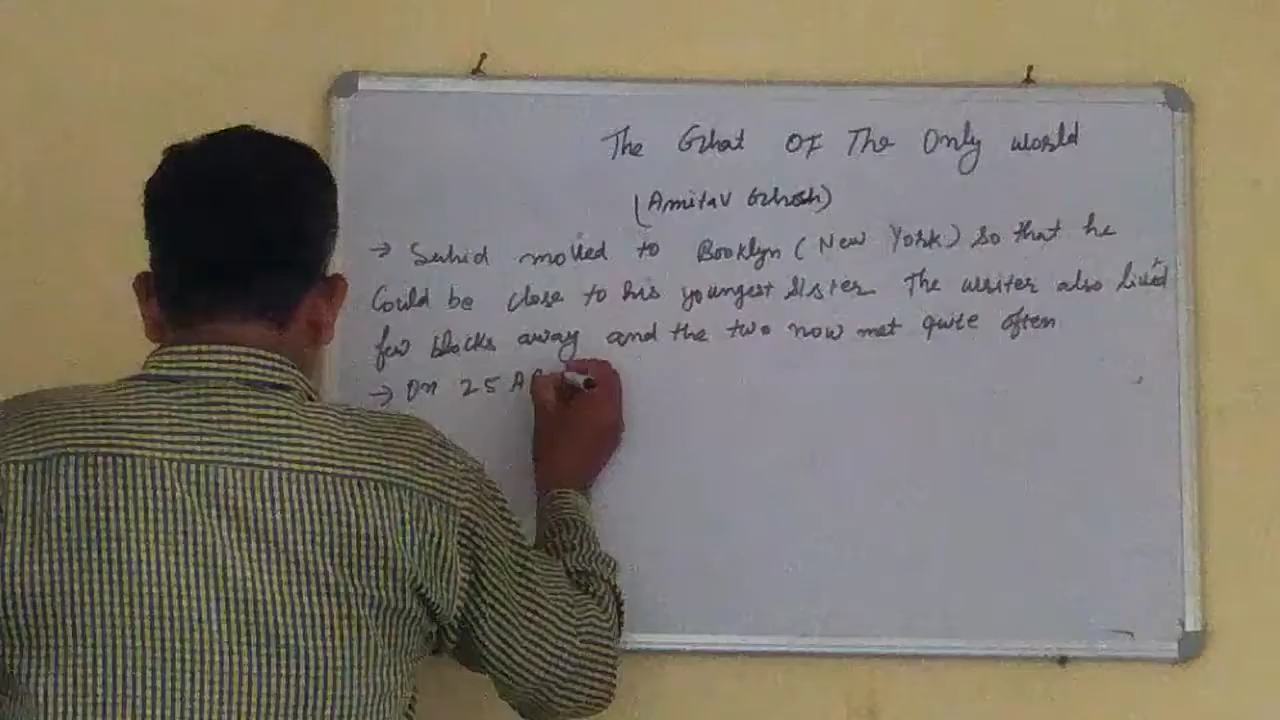 The Ghat Of The Only World
(Amitav Ghosh)
→ Sahid moved to Booklyn (New York) so that he
Could be close to his youngest sister The writer also lived
few blocks away and the two now met quite often
→ On 25 AP